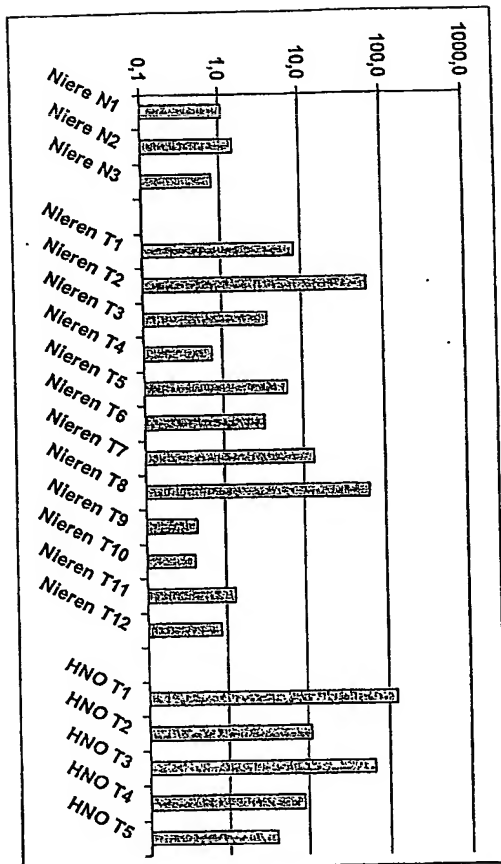 1000,0
100,0
10,0
1,0
0,1
Niere N1
Niere N2
Niere N3
Nieren T1
Nieren T2
Nieren T3
Nieren T4
Nieren T5
Nieren T6
Nieren T7
Nieren T8
Nieren T9
Nieren T10
Nieren T11
Nieren T12
HNO T1
HNO T2
HNO T3
HNO T4
HNO T5